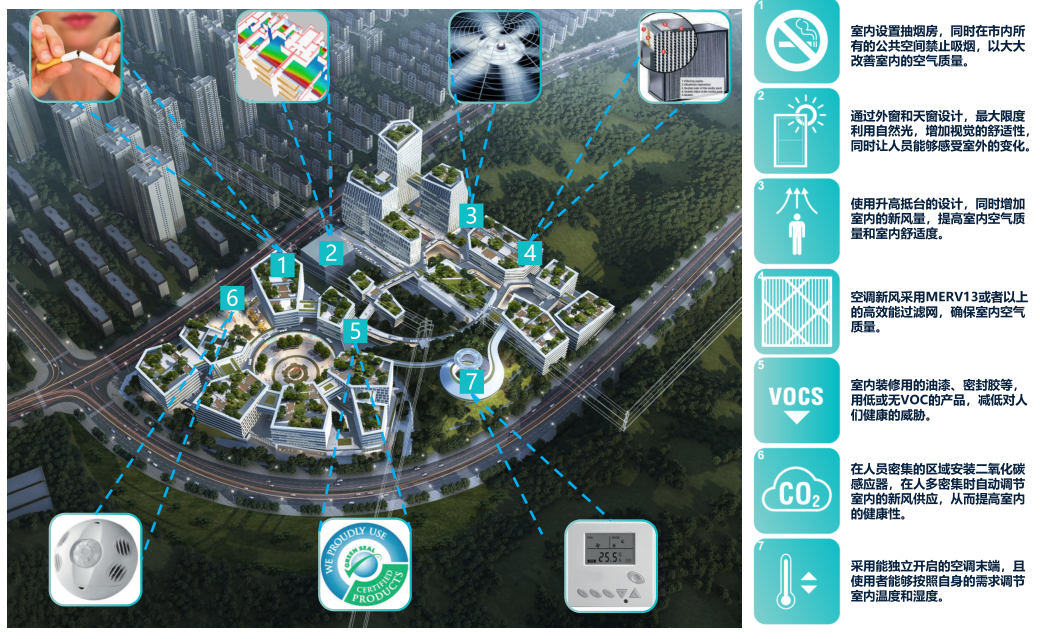 1
2
3
4
5
6
7
WE PROUDLY USE
GREEN SEAL
CERTIFIED
PRODUCTS
25.5
1
室内设置抽烟房，同时在市内所
有的公共空间禁止吸烟，以大大
改善室内的空气质量。
2
通过外窗和天窗设计，最大限度
利用自然光，增加视觉的舒适性，
同时让人员能够感受室外的变化。
3
使用升高抵台的设计，同时增加
室内的新风量，提高室内空气质
量和室内舒适度。
4
空调新风采用MERV13或者以上
的高效能过滤网，确保室内空气
质量。
5
VOCS
室内装修用的油漆、密封胶等，
用低或无VOC的产品，减低对人
们健康的威胁。
6
CO2
在人员密集的区域安装二氧化碳
感应器，在人多密集时自动调节
室内的新风供应，从而提高室内
的健康性。
7
采用能独立开启的空调末端，且
使用者能够按照自身的需求调节
室内温度和湿度。